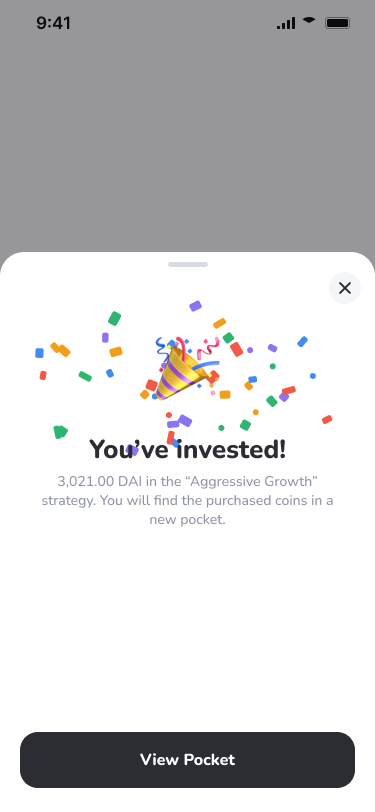 9:41
You’ve invested!
3,021.00 DAI in the “Aggressive Growth”
strategy. You will find the purchased coins in a
new pocket.
View Pocket